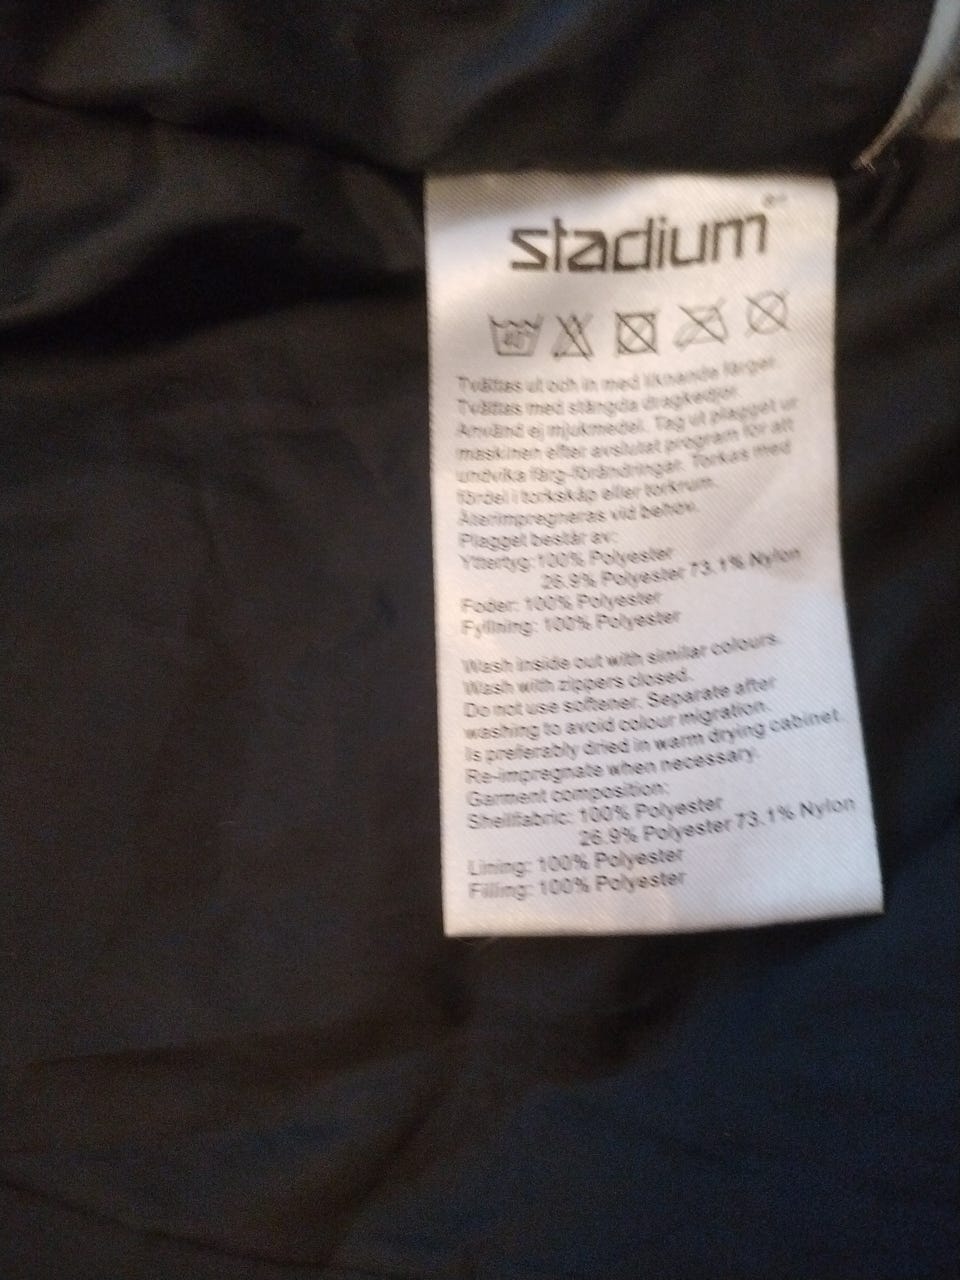 stadium
40
Tvättas ut och in med liknande färger.
Tvättas med stängda dragkedjor.
Använd ej mjukmedel. Tag ut plagget ur
maskinen efter avslutat program för att
undvika färg-förändringar. Torkas med
fördel i torkskåp eller torkrum.
Återimpregneras vid behov.
Plagget består av:
Yttertyg: 100% Polyester
26.9% Polyester 73.1% Nylon
Foder: 100% Polyester
Fyllning: 100% Polyester
Wash inside out with similar colours.
Wash with zippers closed.
Do not use softener. Separate after
washing to avoid colour migration.
Is preferably dried in warm drying cabinet.
Re-impregnate when necessary.
Garment composition:
Shellfabric: 100% Polyester
26.9% Polyester 73.1% Nylon
Lining: 100% Polyester
Filling: 100% Polyester